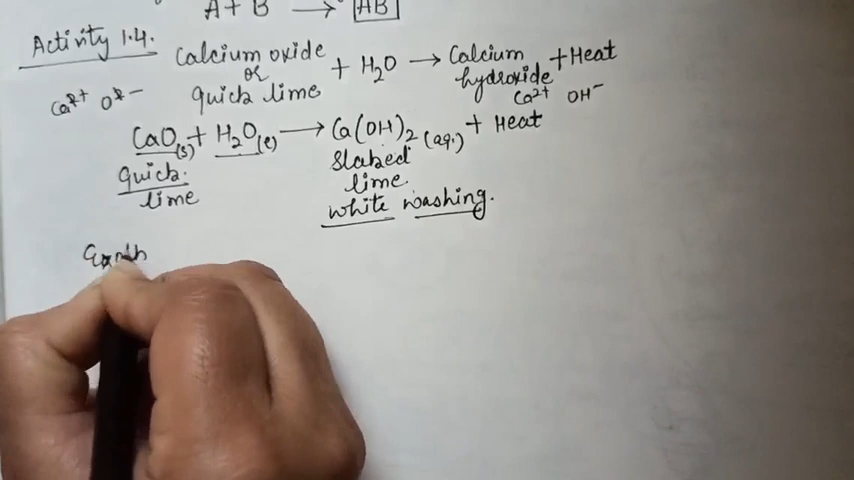 A + B → AB
Activity 1.4.
Calcium oxide or quick lime + H₂O → Calcium hydroxide + Heat
Ca²⁺ O²⁻ Ca²⁺ OH⁻
CaO(s) + H₂O(l) → Ca(OH)₂ (aq.) + Heat
quick lime
slaked lime
white washing.